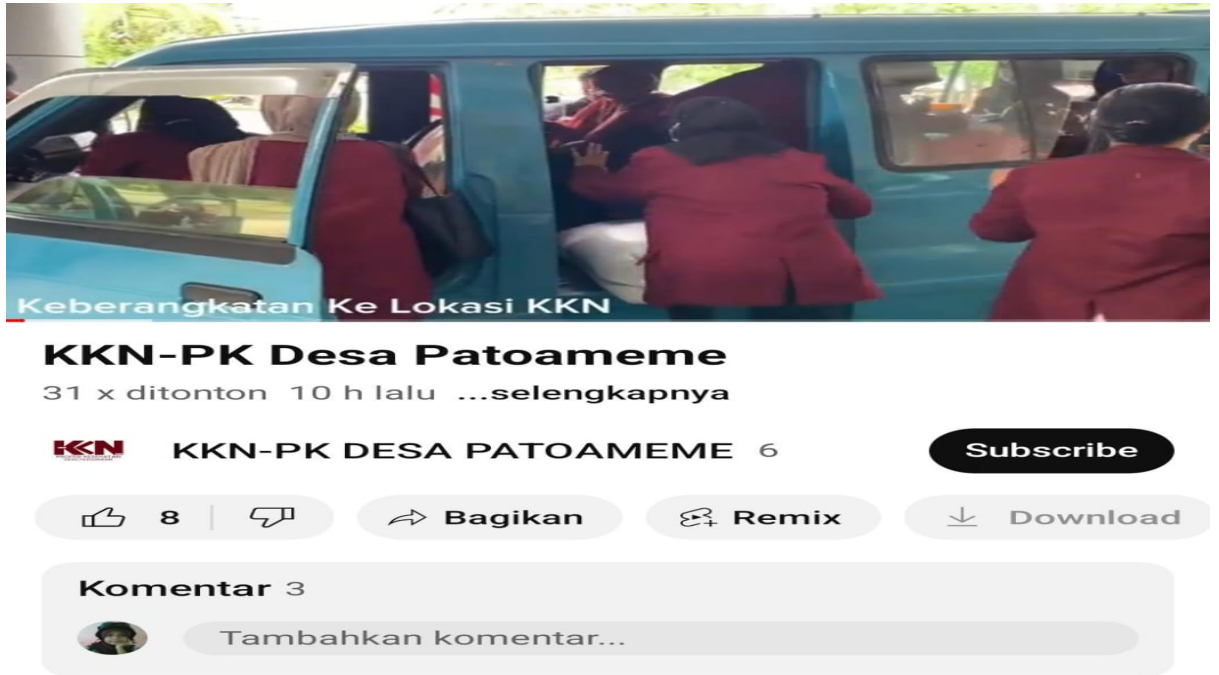 Keberangkatan Ke Lokasi KKN
KKN-PK Desa Patoameme
31 x ditonton 10 h lalu ...selengkapnya
KKN KKN-PK DESA PATOAMEME 6 Subscribe
8 Bagikan Remix Download
Komentar 3
Tambahkan komentar...